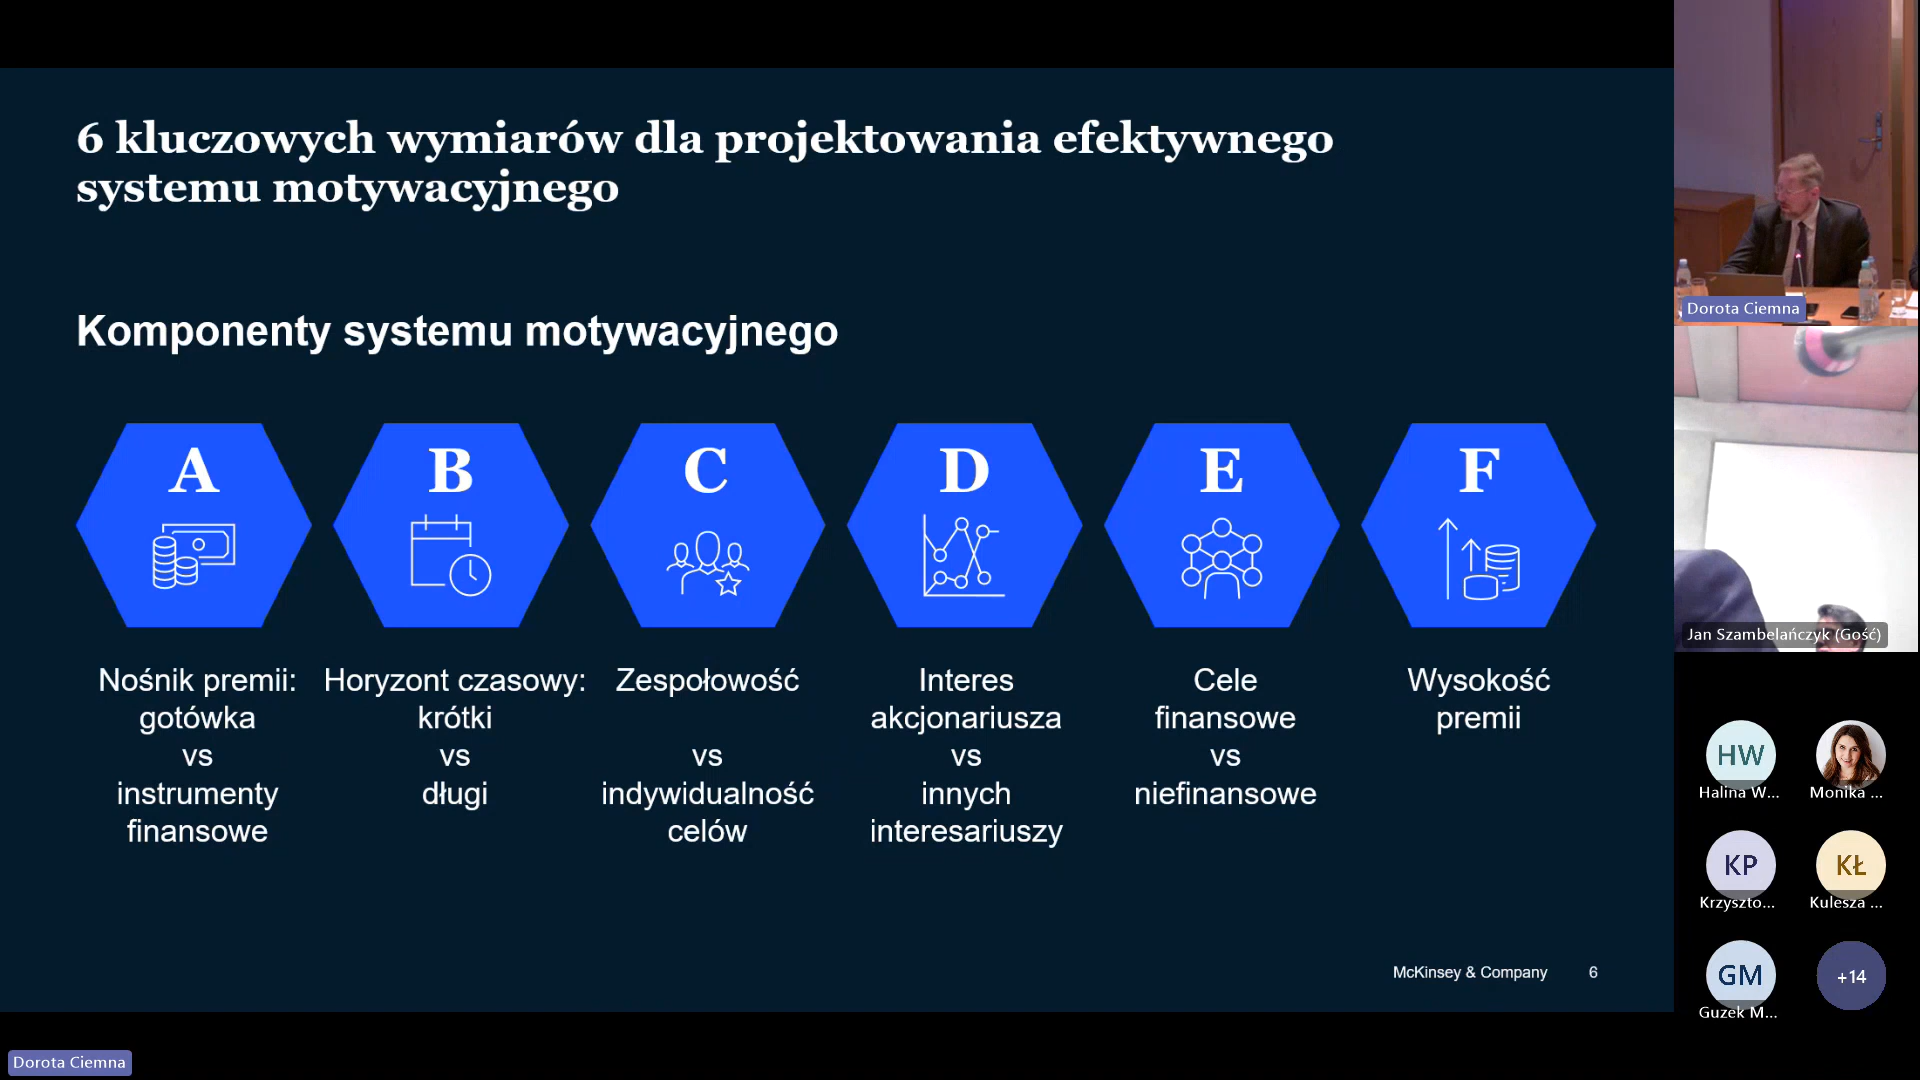 6 kluczowych wymiarów dla projektowania efektywnego
systemu motywacyjnego
Komponenty systemu motywacyjnego
A
B
C
D
E
F
Nośnik premii:
gotówka
vs
instrumenty
finansowe
Horyzont czasowy:
krótki
vs
długi
Zespołowość
vs
indywidualność
celów
Interes
akcjonariusza
vs
innych
interesariuszy
Cele
finansowe
vs
niefinansowe
Wysokość
premii
McKinsey & Company 6
Dorota Ciemna
Dorota Ciemna
Jan Szambelańczyk (Gość)
HW
Halina W...
Monika ...
KP
Krzyszto...
KŁ
Kulesza ...
GM
Guzek M...
+14